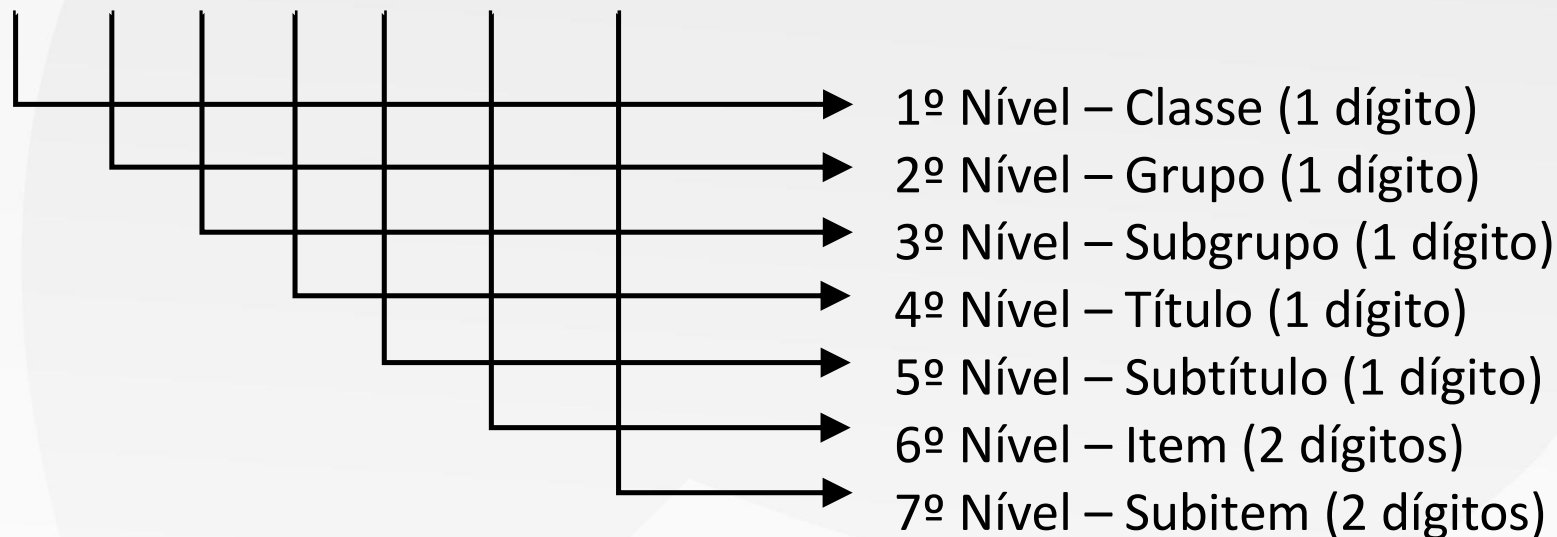 1º Nível – Classe (1 dígito)
2º Nível – Grupo (1 dígito)
3º Nível – Subgrupo (1 dígito)
4º Nível – Título (1 dígito)
5º Nível – Subtítulo (1 dígito)
6º Nível – Item (2 dígitos)
7º Nível – Subitem (2 dígitos)